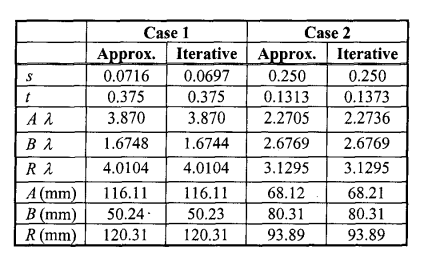 Case 1 Case 2
Approx. Iterative Approx. Iterative
s 0.0716 0.0697 0.250 0.250
t 0.375 0.375 0.1313 0.1373
A λ 3.870 3.870 2.2705 2.2736
B λ 1.6748 1.6744 2.6769 2.6769
R λ 4.0104 4.0104 3.1295 3.1295
A (mm) 116.11 116.11 68.12 68.21
B (mm) 50.24 50.23 80.31 80.31
R (mm) 120.31 120.31 93.89 93.89